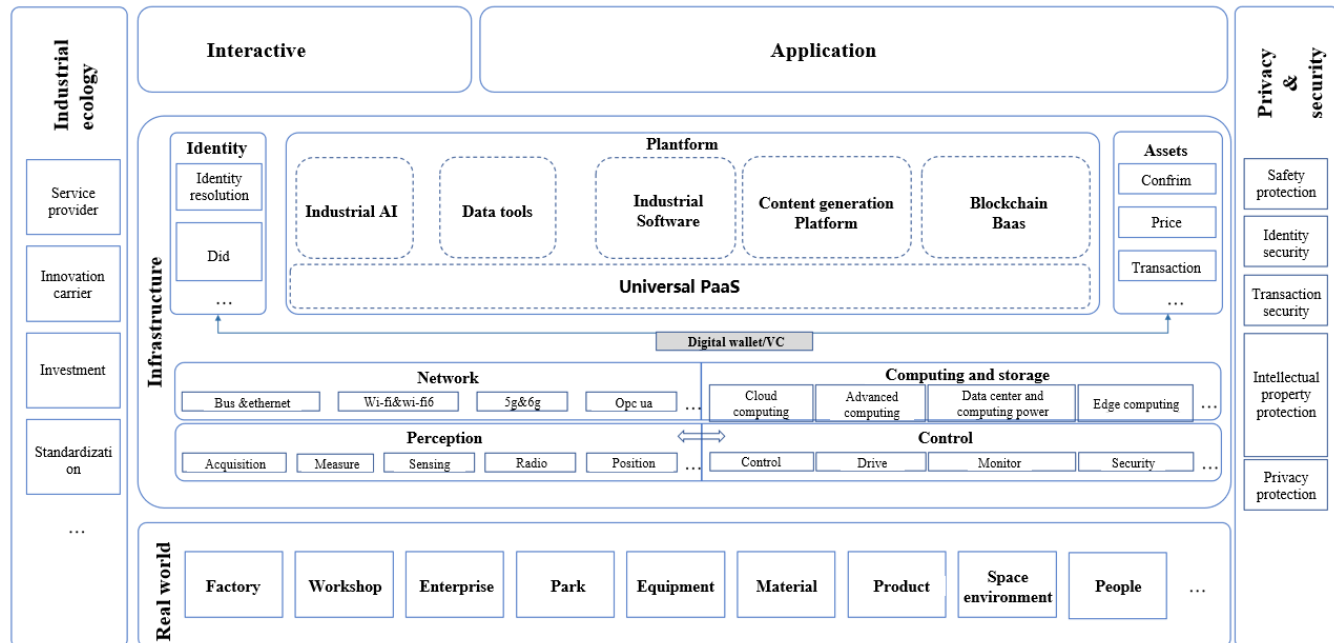 Industrial
ecology
Service
provider
Innovation
carrier
Investment
Standardizati
on
...
Interactive
Application
Infrastructure
Identity
Identity
resolution
Did
...
Plantform
Industrial AI
Data tools
Industrial
Software
Content generation
Platform
Blockchain
Baas
Universal PaaS
Assets
Confrim
Price
Transaction
...
Digital wallet/VC
Network
Bus &ethernet
Wi-fi&wi-fi6
5g&6g
Opc ua
...
Computing and storage
Cloud
computing
Advanced
computing
Data center and
computing power
Edge computing
...
Perception
Acquisition
Measure
Sensing
Radio
Position
...
Control
Control
Drive
Monitor
Security
...
Real world
Factory
Workshop
Enterprise
Park
Equipment
Material
Product
Space
environment
People
...
Privacy
&
security
Safety
protection
Identity
security
Transaction
security
Intellectual
property
protection
Privacy
protection